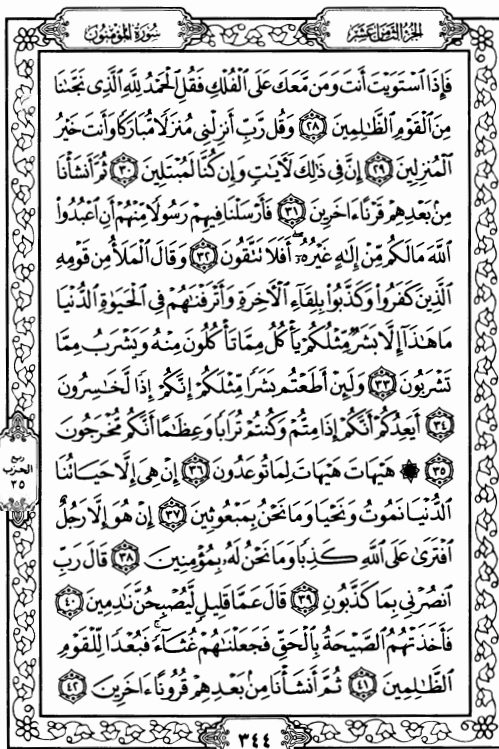 الجزء الثامن عشر
سورة المؤمنون
فَإِذَا ٱسْتَوَيْتَ أَنتَ وَمَن مَّعَكَ عَلَى ٱلْفُلْكِ فَقُلِ ٱلْحَمْدُ لِلَّهِ ٱلَّذِى نَجَّىٰنَا
مِنَ ٱلْقَوْمِ ٱلظَّٰلِمِينَ ٢٨ وَقُل رَّبِّ أَنزِلْنِى مُنزَلًا مُّبَارَكًا وَأَنتَ خَيْرُ
ٱلْمُنزِلِينَ ٢٩ إِنَّ فِى ذَٰلِكَ لَءَايَٰتٍ وَإِن كُنَّا لَمُبْتَلِينَ ٣٠ ثُمَّ أَنشَأْنَا
مِنۢ بَعْدِهِمْ قَرْنًا ءَاخَرِينَ ٣١ فَأَرْسَلْنَا فِيهِمْ رَسُولًا مِّنْهُمْ أَنِ ٱعْبُدُوا۟
ٱللَّهَ مَا لَكُم مِّنْ إِلَٰهٍ غَيْرُهُۥٓ أَفَلَا تَتَّقُونَ ٣٢ وَقَالَ ٱلْمَلَأُ مِن قَوْمِهِ
ٱلَّذِينَ كَفَرُوا۟ وَكَذَّبُوا۟ بِلِقَآءِ ٱلْءَاخِرَةِ وَأَتْرَفْنَٰهُمْ فِى ٱلْحَيَوٰةِ ٱلدُّنْيَا
مَا هَٰذَآ إِلَّا بَشَرٌ مِّثْلُكُمْ يَأْكُلُ مِمَّا تَأْكُلُونَ مِنْهُ وَيَشْرَبُ مِمَّا
تَشْرَبُونَ ٣٣ وَلَئِنْ أَطَعْتُم بَشَرًا مِّثْلَكُمْ إِنَّكُمْ إِذًا لَّخَٰسِرُونَ
٣٤ أَيَعِدُكُمْ أَنَّكُمْ إِذَا مِتُّمْ وَكُنتُمْ تُرَابًا وَعِظَٰمًا أَنَّكُم مُّخْرَجُونَ
٣٥ ۞ هَيْهَاتَ هَيْهَاتَ لِمَا تُوعَدُونَ ٣٦ إِنْ هِىَ إِلَّا حَيَاتُنَا
ٱلدُّنْيَا نَمُوتُ وَنَحْيَا وَمَا نَحْنُ بِمَبْعُوثِينَ ٣٧ إِنْ هُوَ إِلَّا رَجُلٌ
ٱفْتَرَىٰ عَلَى ٱللَّهِ كَذِبًا وَمَا نَحْنُ لَهُۥ بِمُؤْمِنِينَ ٣٨ قَالَ رَبِّ
ٱنصُرْنِى بِمَا كَذَّبُونِ ٣٩ قَالَ عَمَّا قَلِيلٍ لَّيُصْبِحُنَّ نَٰدِمِينَ ٤٠
فَأَخَذَتْهُمُ ٱلصَّيْحَةُ بِٱلْحَقِّ فَجَعَلْنَٰهُمْ غُثَآءً فَبُعْدًا لِّلْقَوْمِ
ٱلظَّٰلِمِينَ ٤١ ثُمَّ أَنشَأْنَا مِنۢ بَعْدِهِمْ قُرُونًا ءَاخَرِينَ ٤٢
ربع
الحزب
٣٥
٣٤٤